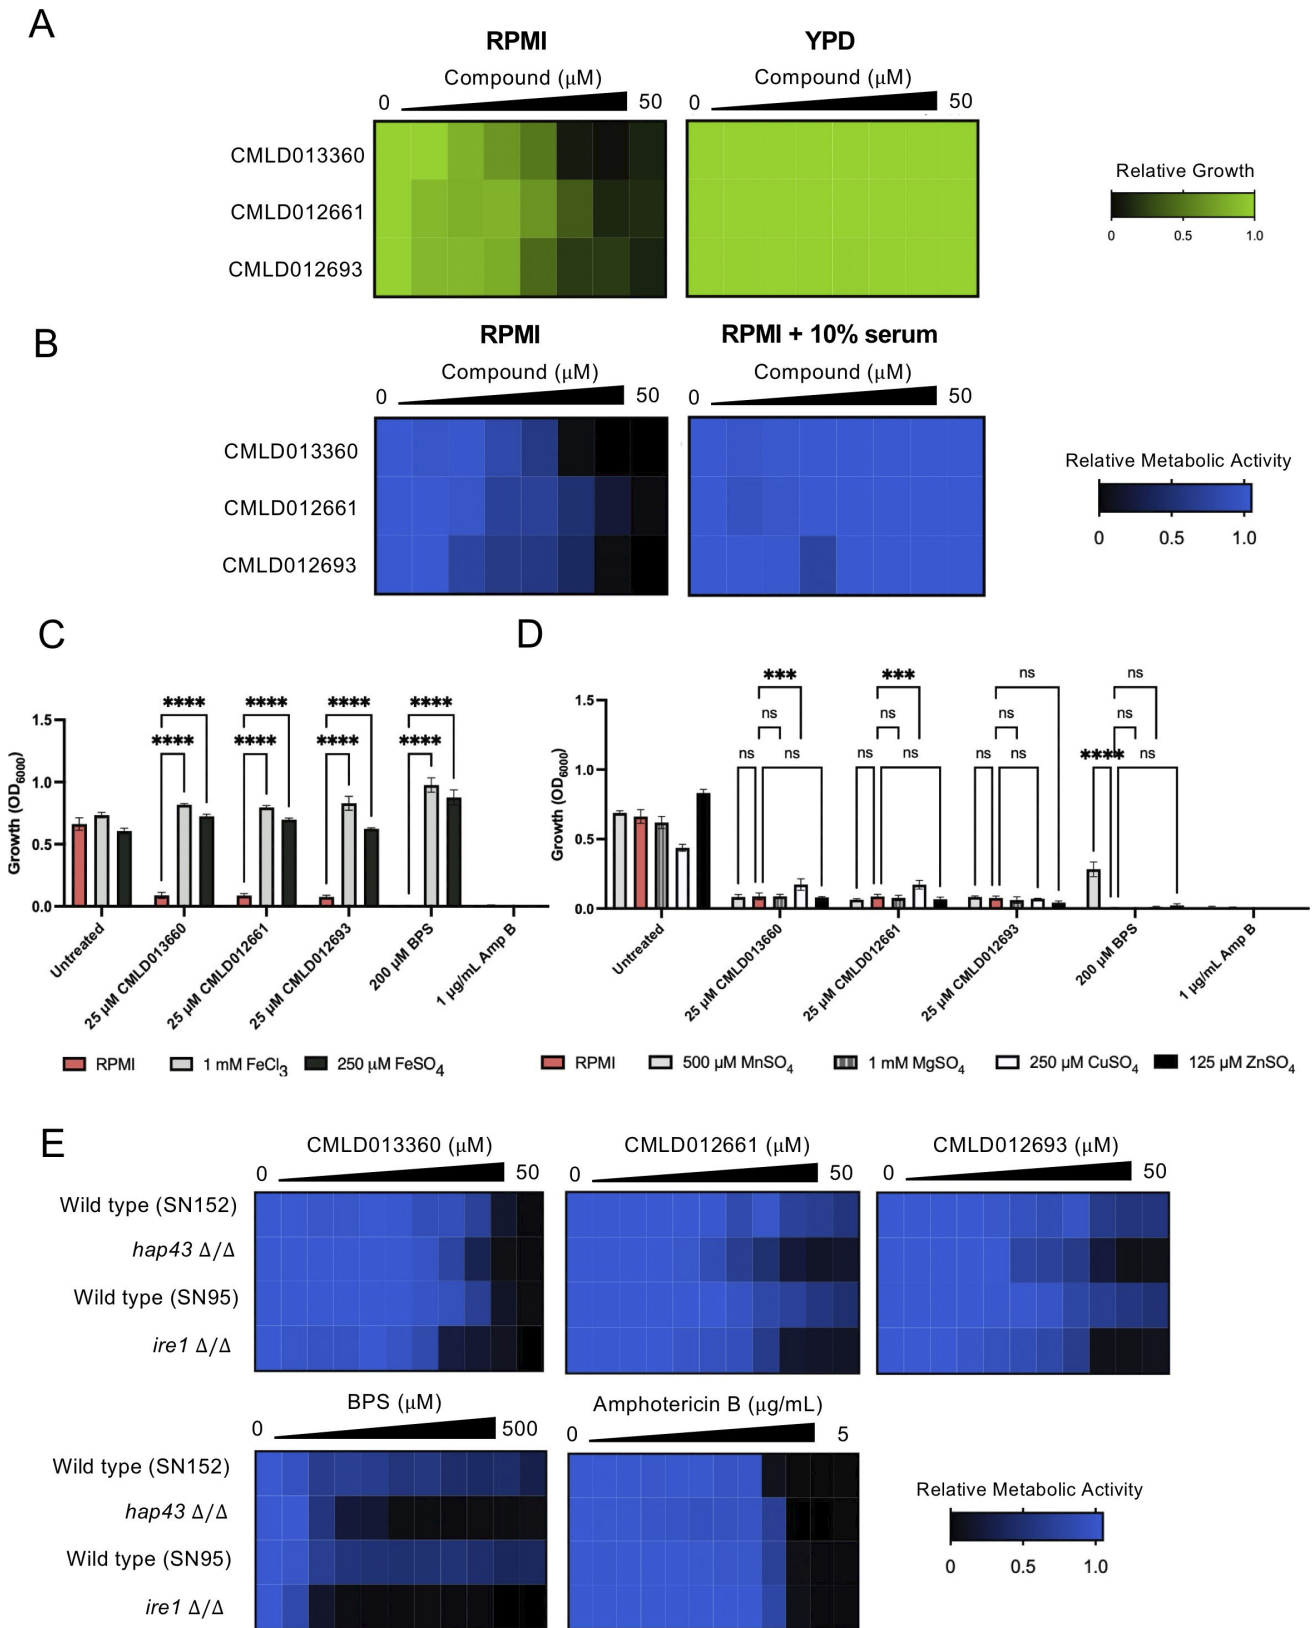 A
RPMI YPD
Compound (μM) Compound (μM)
0 50 0 50
CMLD013360
CMLD012661
CMLD012693
Relative Growth
0 0.5 1.0
B
RPMI RPMI + 10% serum
Compound (μM) Compound (μM)
0 50 0 50
CMLD013360
CMLD012661
CMLD012693
Relative Metabolic Activity
0 0.5 1.0
C
Growth (OD6000)
1.5
1.0
0.5
0.0
**** **** **** ****
**** **** **** ****
Untreated
25 μM CMLD013660
25 μM CMLD012661
25 μM CMLD012693
200 μM BPS
1 μg/mL Amp B
RPMI 1 mM FeCl3 250 μM FeSO4
D
Growth (OD6000)
1.5
1.0
0.5
0.0
*** *** ns ns
ns ns ns ns
ns ns ns ns ns ns **** ns
Untreated
25 μM CMLD013660
25 μM CMLD012661
25 μM CMLD012693
200 μM BPS
1 μg/mL Amp B
RPMI 500 μM MnSO4 1 mM MgSO4 250 μM CuSO4 125 μM ZnSO4
E
CMLD013360 (μM) CMLD012661 (μM) CMLD012693 (μM)
0 50 0 50 0 50
Wild type (SN152)
hap43 Δ/Δ
Wild type (SN95)
ire1 Δ/Δ
BPS (μM) Amphotericin B (μg/mL)
0 500 0 5
Wild type (SN152)
hap43 Δ/Δ
Wild type (SN95)
ire1 Δ/Δ
Relative Metabolic Activity
0 0.5 1.0